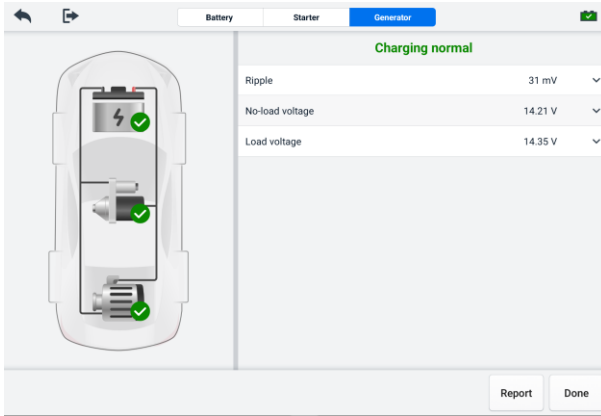 Battery Starter Generator
Charging normal
Ripple 31 mV
No-load voltage 14.21 V
Load voltage 14.35 V
Report Done